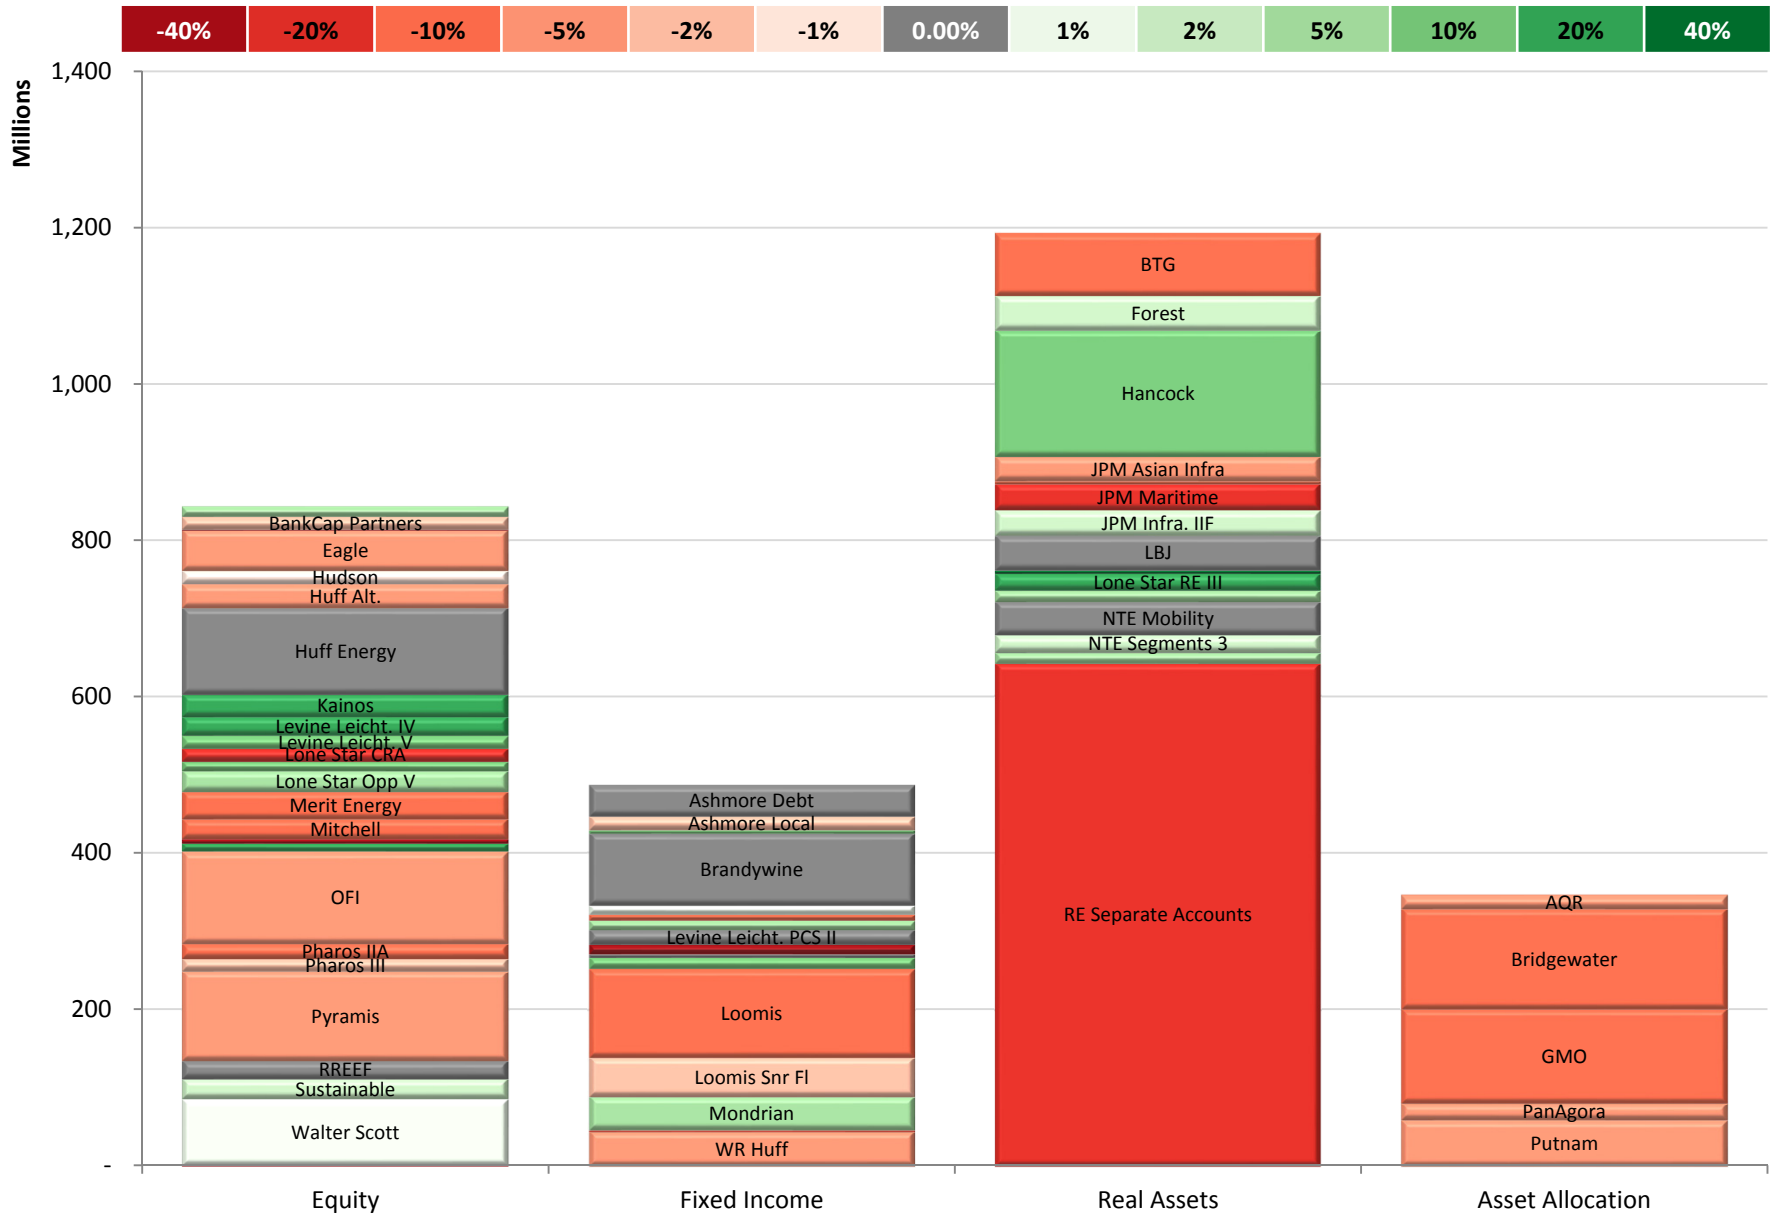 -40% -20% -10% -5% -2% -1% 0.00% 1% 2% 5% 10% 20% 40%
Millions
1,400
1,200
1,000
800
600
400
200
-
BankCap Partners
Eagle
Hudson
Huff Alt.
Huff Energy
Kainos
Levine Leicht. IV
Levine Leicht. V
Lone Star CRA
Lone Star Opp V
Merit Energy
Mitchell
OFI
Pharos IIA
Pharos III
Pyramis
RREEF
Sustainable
Walter Scott
Ashmore Debt
Ashmore Local
Brandywine
Levine Leicht. PCS II
Loomis
Loomis Snr Fl
Mondrian
WR Huff
BTG
Forest
Hancock
JPM Asian Infra
JPM Maritime
JPM Infra. IIF
LBJ
Lone Star RE III
NTE Mobility
NTE Segments 3
RE Separate Accounts
AQR
Bridgewater
GMO
PanAgora
Putnam
Equity Fixed Income Real Assets Asset Allocation